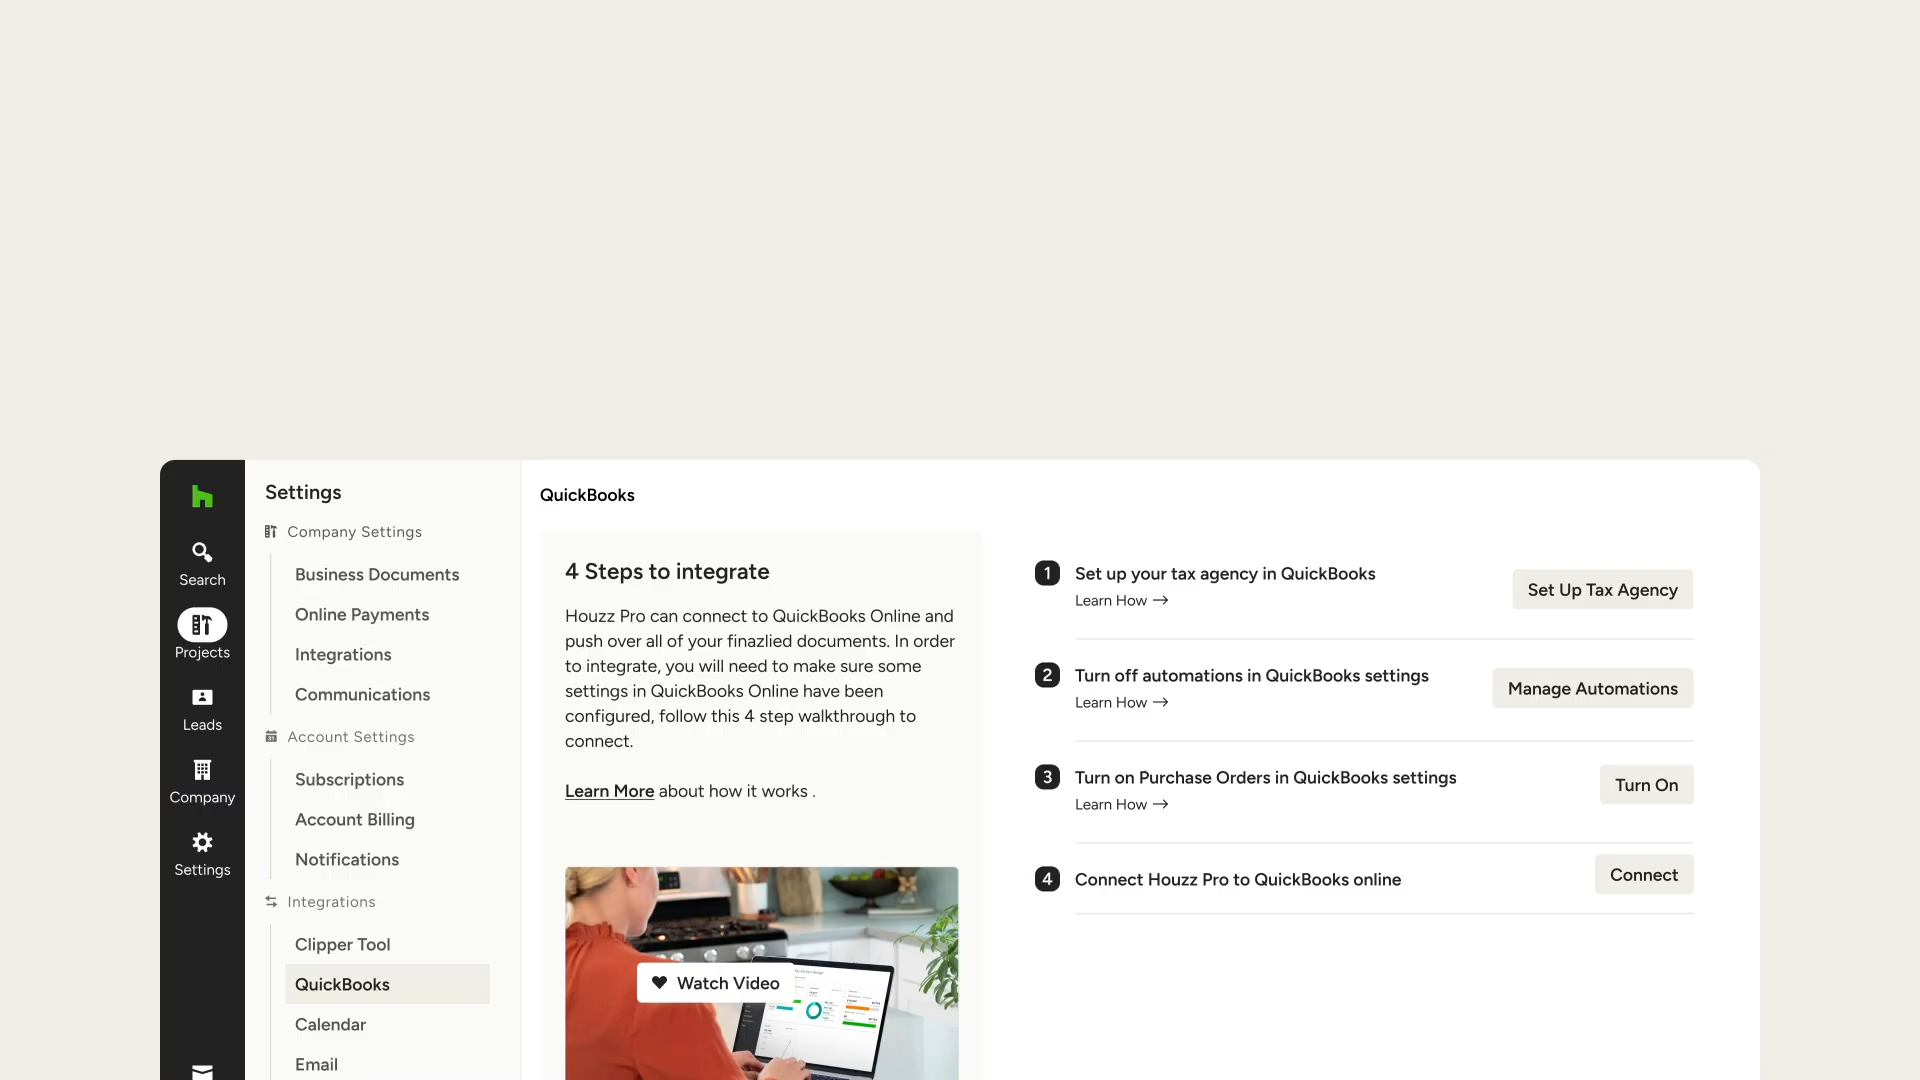 Search
Projects
Leads
Company
Settings
Settings
Company Settings
Business Documents
Online Payments
Integrations
Communications
Account Settings
Subscriptions
Account Billing
Notifications
Integrations
Clipper Tool
QuickBooks
Calendar
Email
QuickBooks
4 Steps to integrate
Houzz Pro can connect to QuickBooks Online and
push over all of your finazlied documents. In order
to integrate, you will need to make sure some
settings in QuickBooks Online have been
configured, follow this 4 step walkthrough to
connect.
Learn More about how it works .
Watch Video
1 Set up your tax agency in QuickBooks
Learn How →
Set Up Tax Agency
2 Turn off automations in QuickBooks settings
Learn How →
Manage Automations
3 Turn on Purchase Orders in QuickBooks settings
Learn How →
Turn On
4 Connect Houzz Pro to QuickBooks online
Connect